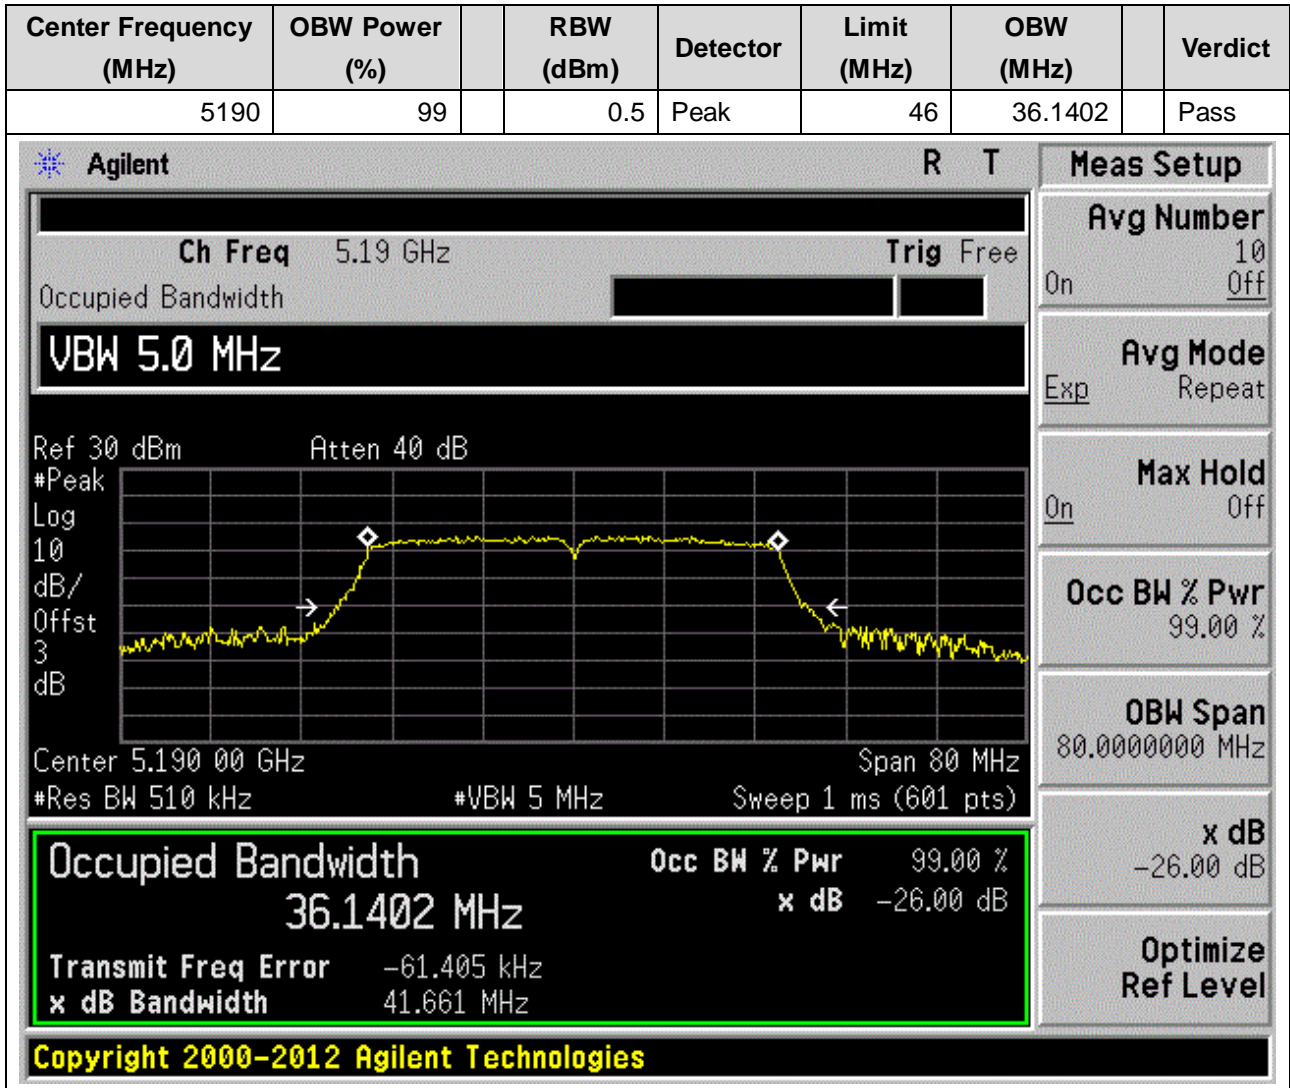 Center Frequency (MHz) OBW Power (%) RBW (dBm) Detector Limit (MHz) OBW (MHz) Verdict
5190 99 0.5 Peak 46 36.1402 Pass
Agilent R T
Ch Freq 5.19 GHz Trig Free
Occupied Bandwidth
VBW 5.0 MHz
Ref 30 dBm Atten 40 dB
#Peak
Log
10
dB/
Offst
3
dB
Center 5.190 00 GHz Span 80 MHz
#Res BW 510 kHz #VBW 5 MHz Sweep 1 ms (601 pts)
Occupied Bandwidth Occ BW % Pwr 99.00 %
36.1402 MHz x dB -26.00 dB
Transmit Freq Error -61.405 kHz
x dB Bandwidth 41.661 MHz
Copyright 2000-2012 Agilent Technologies
Meas Setup
Avg Number
10
On Off
Avg Mode
Exp Repeat
Max Hold
On Off
Occ BW % Pwr
99.00 %
OBW Span
80.0000000 MHz
x dB
-26.00 dB
Optimize
Ref Level